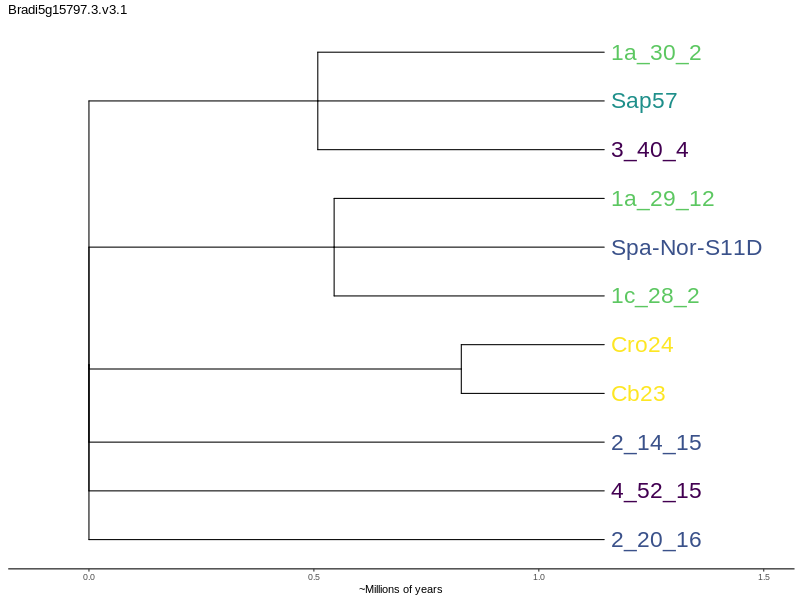 Bradi5g15797.3.v3.1
1a_30_2
Sap57
3_40_4
1a_29_12
Spa-Nor-S11D
1c_28_2
Cro24
Cb23
2_14_15
4_52_15
2_20_16
0.0 0.5 1.0 1.5
~Millions of years